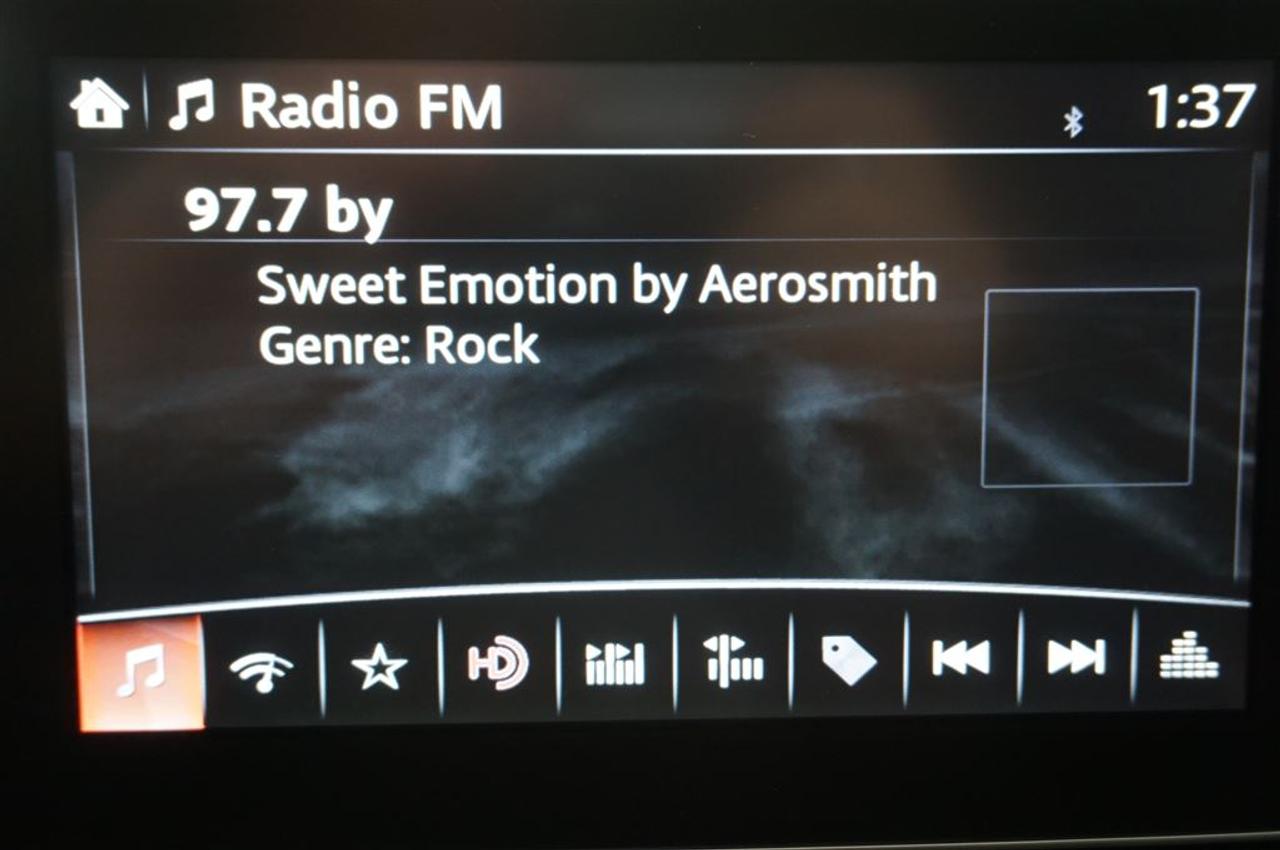 Radio FM
1:37
97.7 by
Sweet Emotion by Aerosmith
Genre: Rock
HD